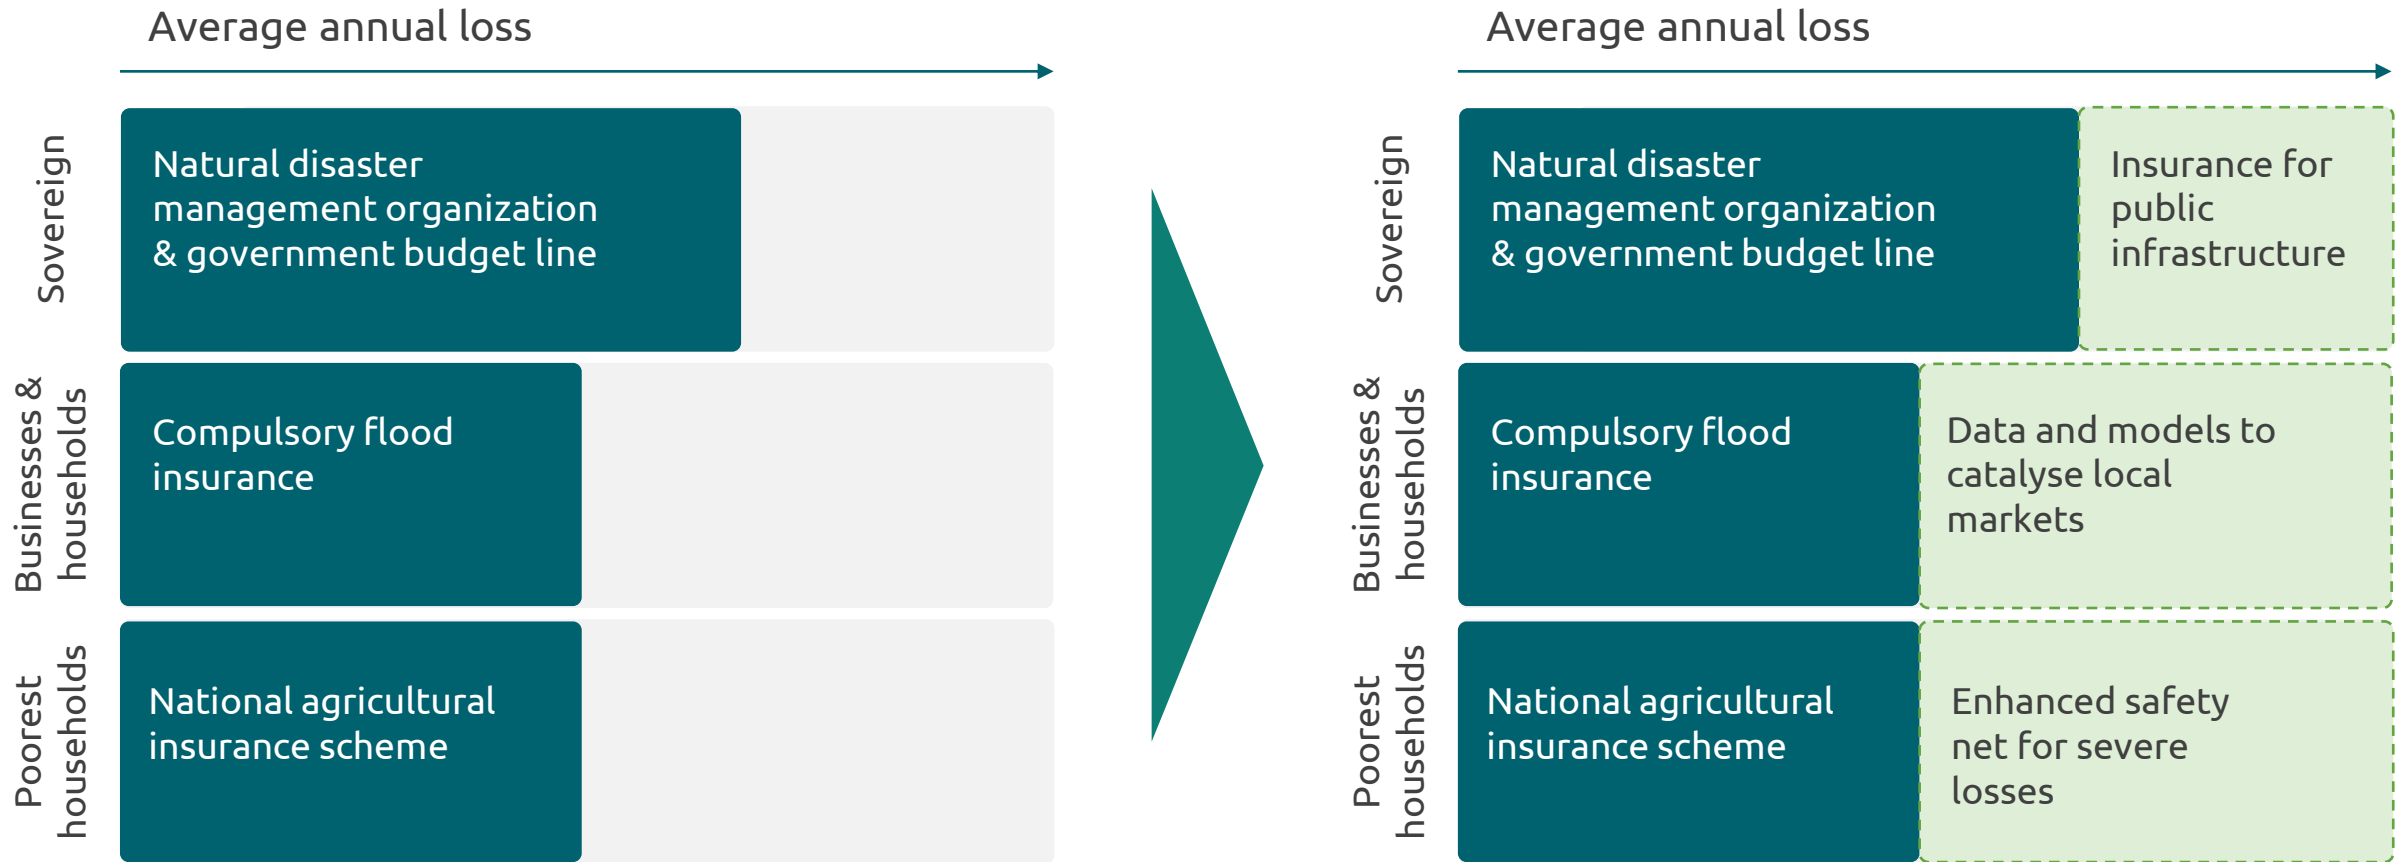 Average annual loss
Sovereign
Natural disaster
management organization
& government budget line
Businesses &
households
Compulsory flood
insurance
Poorest
households
National agricultural
insurance scheme
Average annual loss
Sovereign
Natural disaster
management organization
& government budget line
Insurance for
public
infrastructure
Businesses &
households
Compulsory flood
insurance
Data and models to
catalyse local
markets
Poorest
households
National agricultural
insurance scheme
Enhanced safety
net for severe
losses